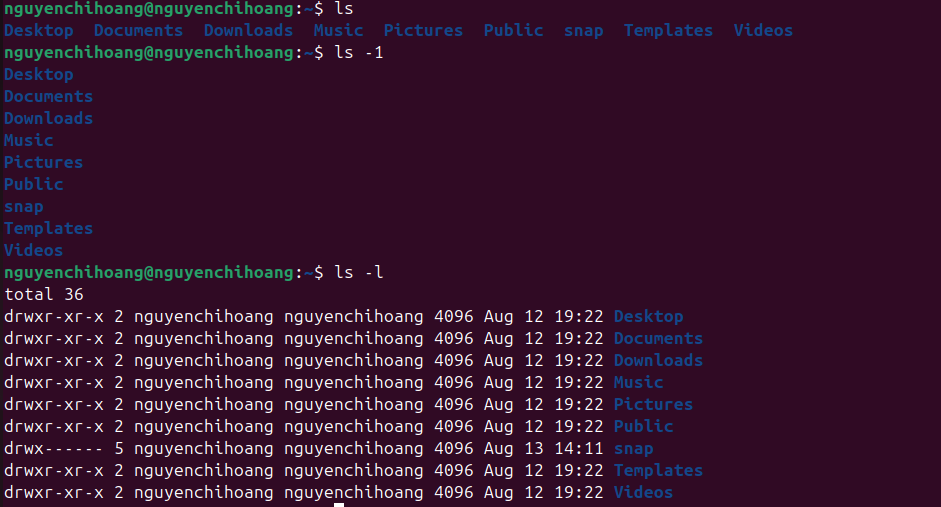 nguyenchihoang@nguyenchihoang:~$ ls
Desktop  Documents  Downloads  Music  Pictures  Public  snap  Templates  Videos
nguyenchihoang@nguyenchihoang:~$ ls -1
Desktop
Documents
Downloads
Music
Pictures
Public
snap
Templates
Videos
nguyenchihoang@nguyenchihoang:~$ ls -l
total 36
drwxr-xr-x 2 nguyenchihoang nguyenchihoang 4096 Aug 12 19:22 Desktop
drwxr-xr-x 2 nguyenchihoang nguyenchihoang 4096 Aug 12 19:22 Documents
drwxr-xr-x 2 nguyenchihoang nguyenchihoang 4096 Aug 12 19:22 Downloads
drwxr-xr-x 2 nguyenchihoang nguyenchihoang 4096 Aug 12 19:22 Music
drwxr-xr-x 2 nguyenchihoang nguyenchihoang 4096 Aug 12 19:22 Pictures
drwxr-xr-x 2 nguyenchihoang nguyenchihoang 4096 Aug 12 19:22 Public
drwx------ 5 nguyenchihoang nguyenchihoang 4096 Aug 13 14:11 snap
drwxr-xr-x 2 nguyenchihoang nguyenchihoang 4096 Aug 12 19:22 Templates
drwxr-xr-x 2 nguyenchihoang nguyenchihoang 4096 Aug 12 19:22 Videos